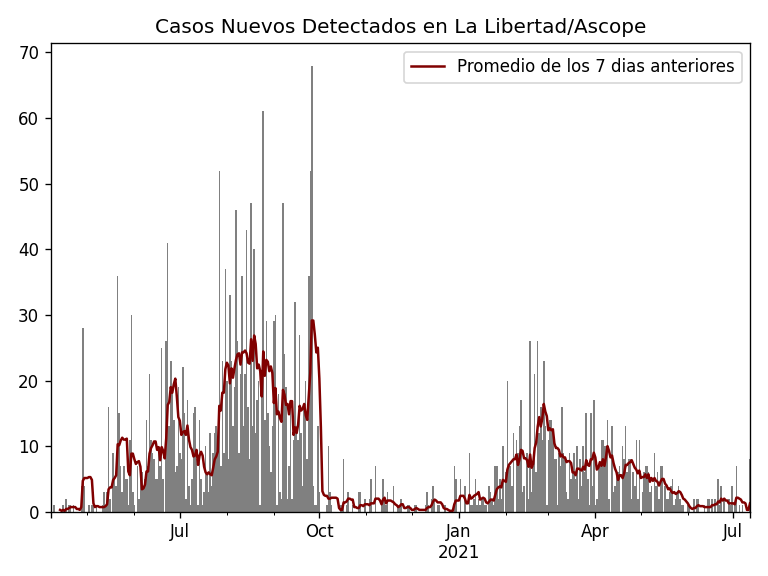 Casos Nuevos Detectados en La Libertad/Ascope
Promedio de los 7 dias anteriores
70
60
50
40
30
20
10
0
Jul
Oct
Jan
Apr
Jul
2021